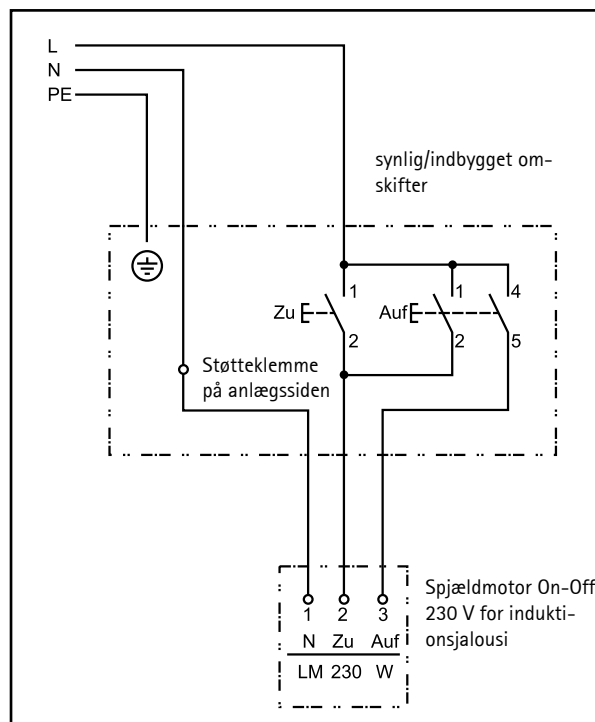 L
N
PE
synlig/indbygget om-
skifter
1
1
4
Zu
Auf
2
2
5
Støtteklemme
på anlægssiden
1
2
3
N
Zu
Auf
LM
230
W
Spjældmotor On-Off
230 V for indukti-
onsjalousi